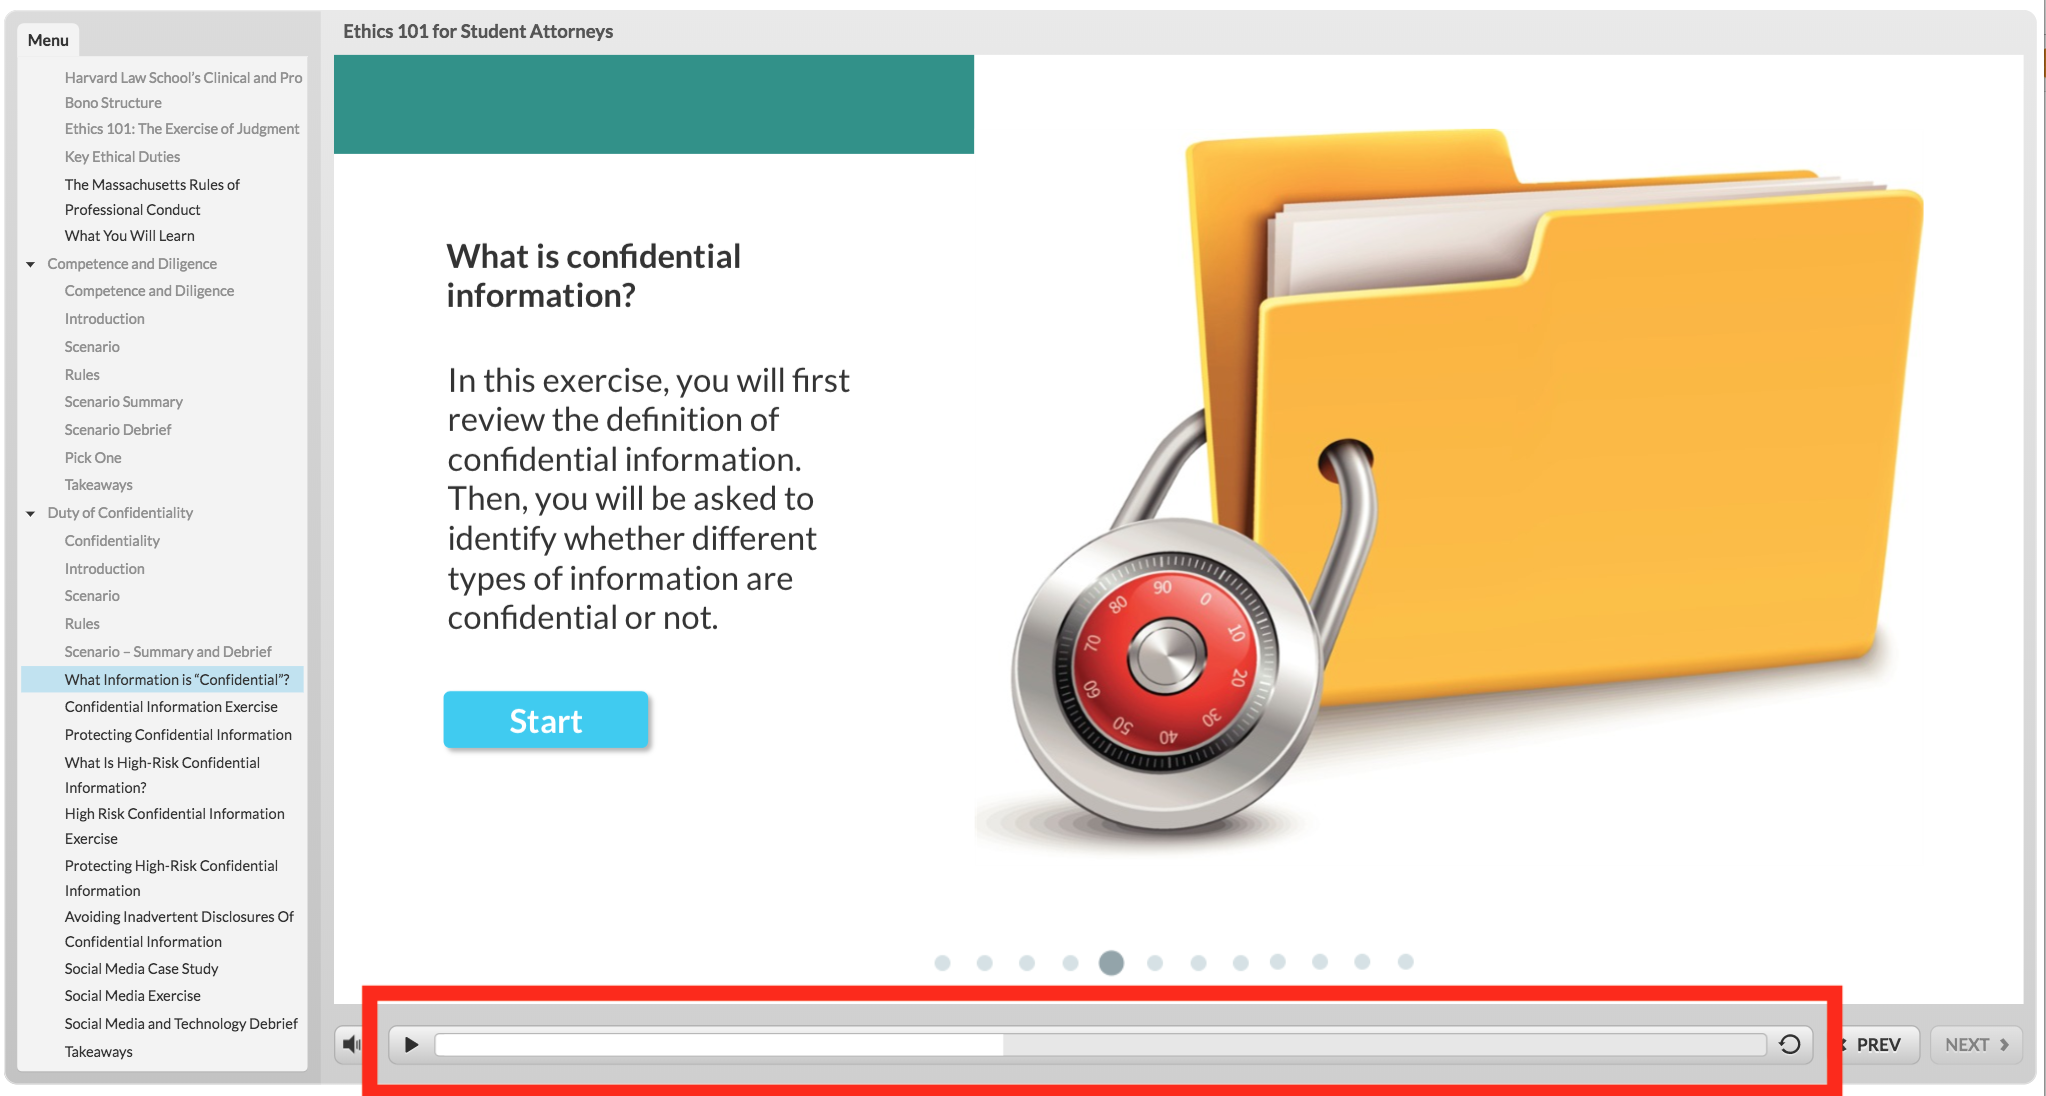 Menu
Harvard Law School's Clinical and Pro
Bono Structure
Ethics 101: The Exercise of Judgment
Key Ethical Duties
The Massachusetts Rules of
Professional Conduct
What You Will Learn
Competence and Diligence
Competence and Diligence
Introduction
Scenario
Rules
Scenario Summary
Scenario Debrief
Pick One
Takeaways
Duty of Confidentiality
Confidentiality
Introduction
Scenario
Rules
Scenario – Summary and Debrief
What Information is “Confidential”?
Confidential Information Exercise
Protecting Confidential Information
What Is High-Risk Confidential
Information?
High Risk Confidential Information
Exercise
Protecting High-Risk Confidential
Information
Avoiding Inadvertent Disclosures Of
Confidential Information
Social Media Case Study
Social Media Exercise
Social Media and Technology Debrief
Takeaways
Ethics 101 for Student Attorneys
What is confidential
information?
In this exercise, you will first
review the definition of
confidential information.
Then, you will be asked to
identify whether different
types of information are
confidential or not.
Start
90
0
10
20
30
40
50
60
70
80
PREV
NEXT